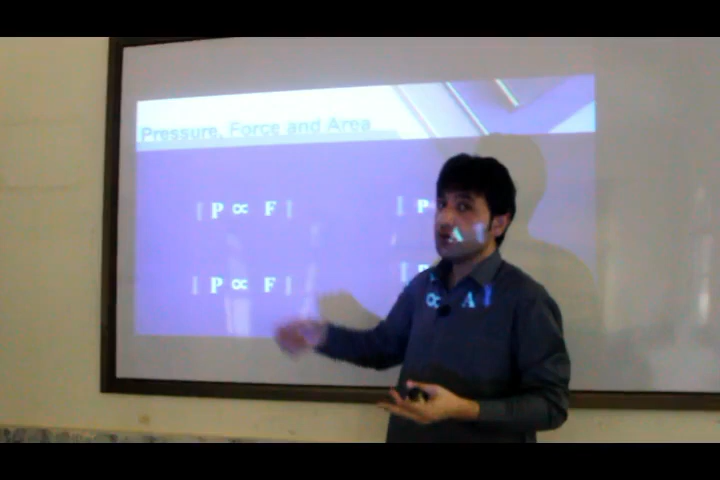 Pressure, Force and Area
P ∝ F
P
A
P ∝ F
∝ A